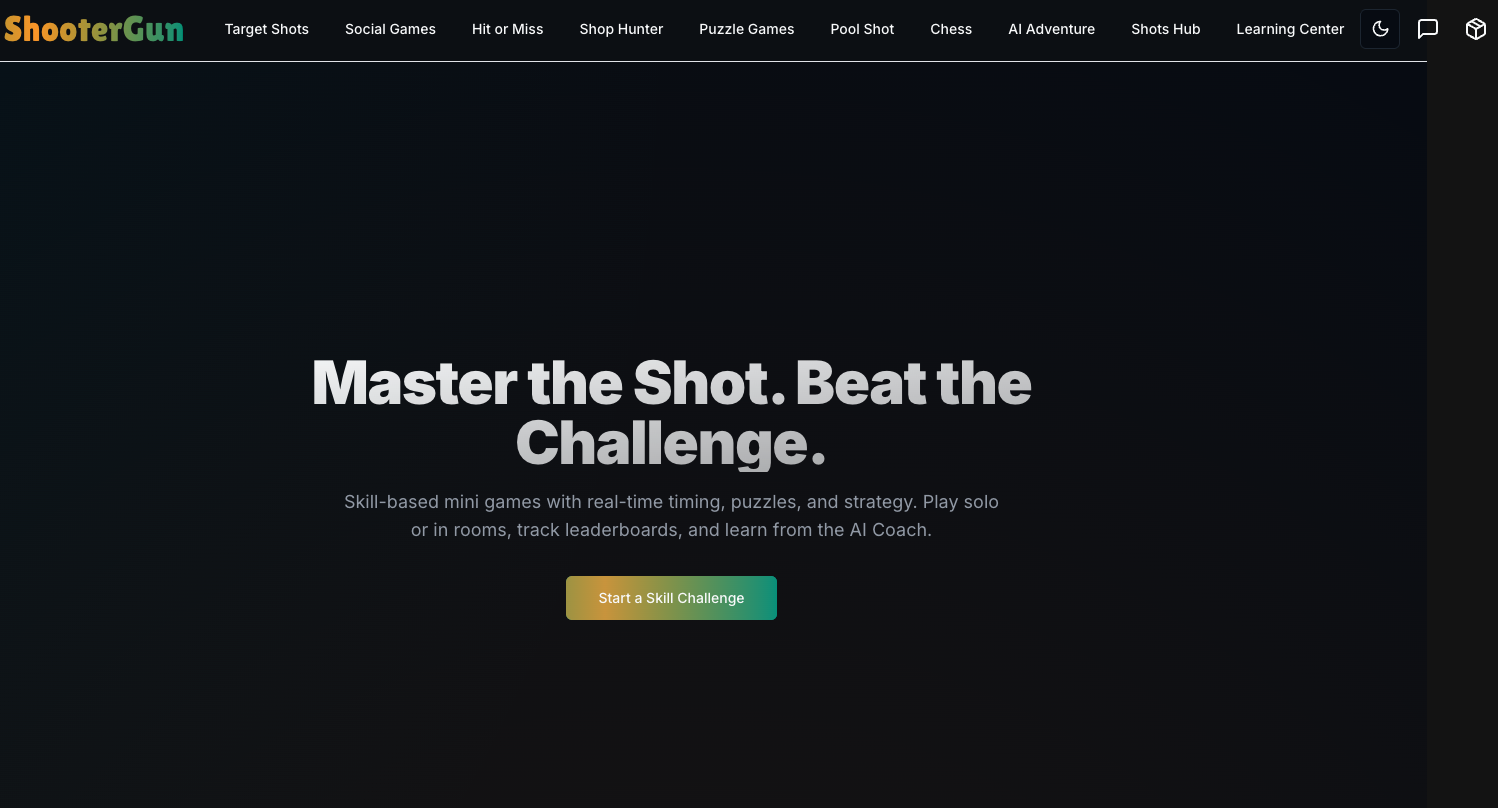 ShooterGun Target Shots Social Games Hit or Miss Shop Hunter Puzzle Games Pool Shot Chess AI Adventure Shots Hub Learning Center
Master the Shot. Beat the
Challenge.
Skill-based mini games with real-time timing, puzzles, and strategy. Play solo
or in rooms, track leaderboards, and learn from the AI Coach.
Start a Skill Challenge